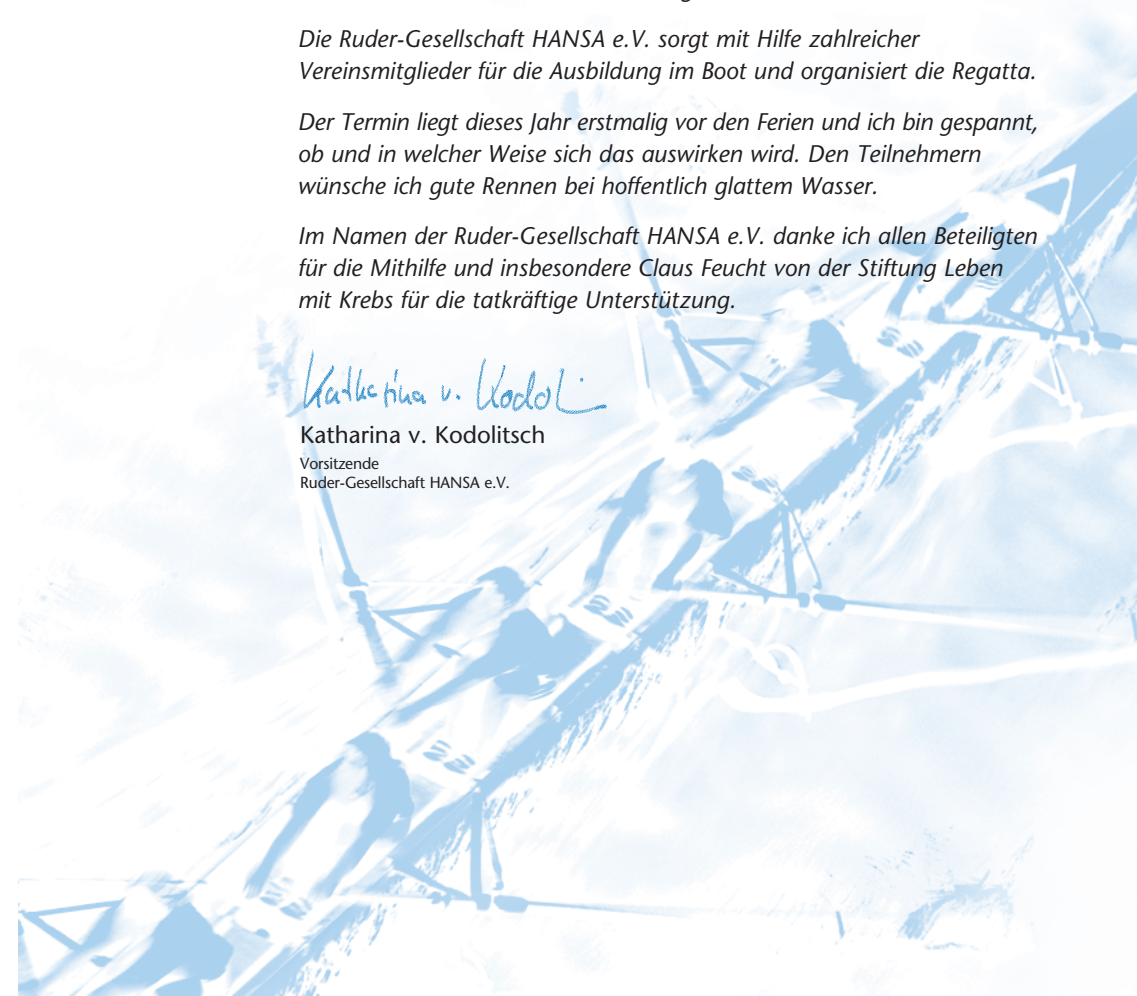 Die Ruder-Gesellschaft HANSA e.V. sorgt mit Hilfe zahlreicher
Vereinsmitglieder für die Ausbildung im Boot und organisiert die Regatta.
Der Termin liegt dieses Jahr erstmalig vor den Ferien und ich bin gespannt,
ob und in welcher Weise sich das auswirken wird. Den Teilnehmern
wünsche ich gute Rennen bei hoffentlich glattem Wasser.
Im Namen der Ruder-Gesellschaft HANSA e.V. danke ich allen Beteiligten
für die Mithilfe und insbesondere Claus Feucht von der Stiftung Leben
mit Krebs für die tatkräftige Unterstützung.
Katharina v. Kodol
Katharina v. Kodolitsch
Vorsitzende
Ruder-Gesellschaft HANSA e.V.